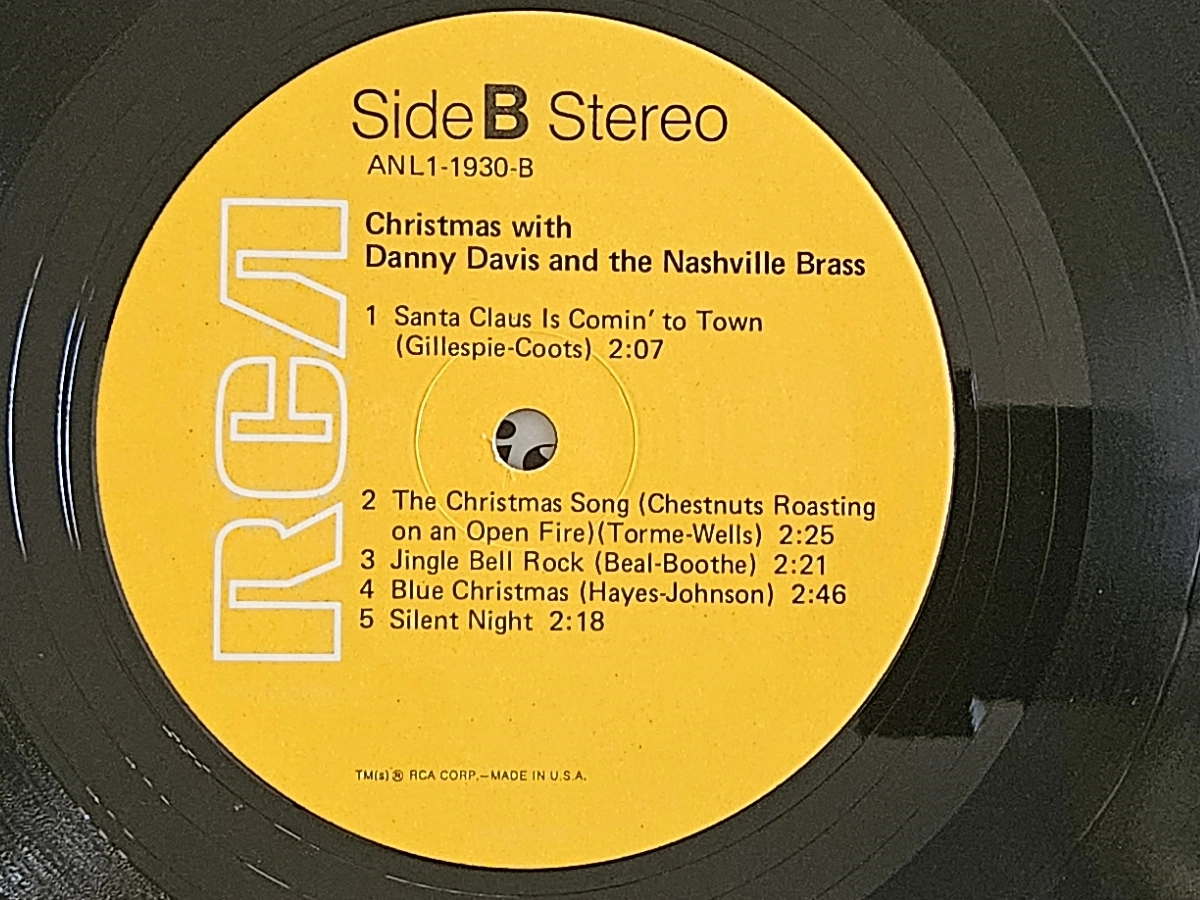 Side B Stereo
ANL1-1930-B
Christmas with
Danny Davis and the Nashville Brass
1 Santa Claus Is Comin' to Town
(Gillespie-Coots) 2:07
2 The Christmas Song (Chestnuts Roasting
on an Open Fire)(Torme-Wells) 2:25
3 Jingle Bell Rock (Beal-Boothe) 2:21
4 Blue Christmas (Hayes-Johnson) 2:46
5 Silent Night 2:18
RCA
TM(s) ® RCA CORP.—MADE IN U.S.A.